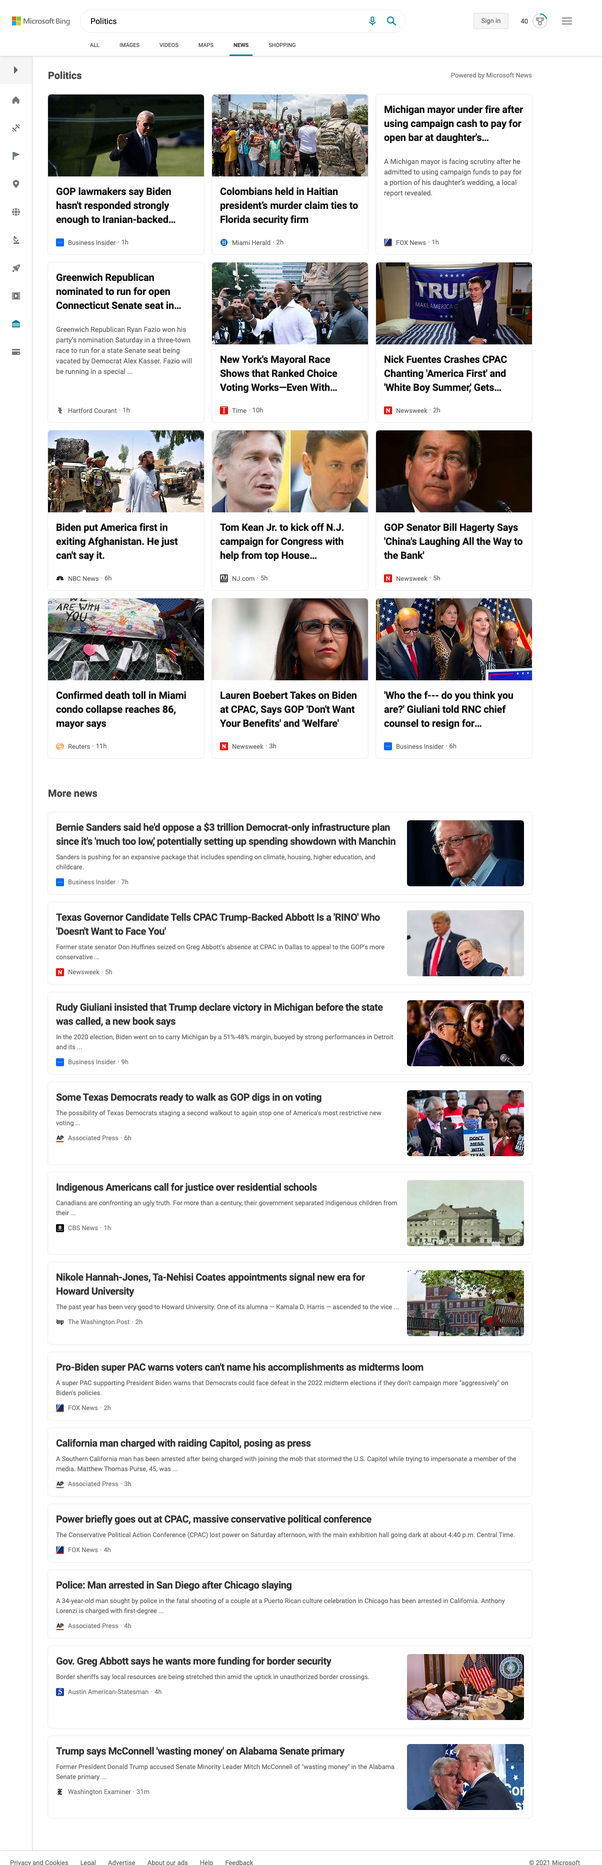 Microsoft Bing
Politics
Sign in
40
ALL
IMAGES
VIDEOS
MAPS
NEWS
SHOPPING
Politics
Powered by Microsoft News
GOP lawmakers say Biden
hasn't responded strongly
enough to Iranian-backed...
Business Insider · 1h
Colombians held in Haitian
president's murder claim ties to
Florida security firm
Miami Herald · 2h
Michigan mayor under fire after
using campaign cash to pay for
open bar at daughter's...
A Michigan mayor is facing scrutiny after he
admitted to using campaign funds to pay for
a portion of his daughter's wedding, a local
report revealed.
FOX News · 1h
Greenwich Republican
nominated to run for open
Connecticut Senate seat in...
Greenwich Republican Ryan Fazio won his
party's nomination Saturday in a three-town
race to run for a state Senate seat being
vacated by Democrat Alex Kasser. Fazio will
be running in a special ...
Hartford Courant · 1h
New York's Mayoral Race
Shows that Ranked Choice
Voting Works—Even With...
Time · 10h
TRUMP
MAKE AMERICA
Nick Fuentes Crashes CPAC
Chanting 'America First' and
'White Boy Summer,' Gets...
Newsweek · 2h
Biden put America first in
exiting Afghanistan. He just
can't say it.
NBC News · 6h
Tom Kean Jr. to kick off N.J.
campaign for Congress with
help from top House...
NJ.com · 5h
GOP Senator Bill Hagerty Says
'China's Laughing All the Way to
the Bank'
Newsweek · 5h
WE
ARE WITH
YOU
Confirmed death toll in Miami
condo collapse reaches 86,
mayor says
Reuters · 11h
Lauren Boebert Takes on Biden
at CPAC, Says GOP 'Don't Want
Your Benefits' and 'Welfare'
Newsweek · 3h
'Who the f--- do you think you
are?' Giuliani told RNC chief
counsel to resign for...
Business Insider · 6h
More news
Bernie Sanders said he'd oppose a $3 trillion Democrat-only infrastructure plan
since it's 'much too low,' potentially setting up spending showdown with Manchin
Sanders is pushing for an expansive package that includes spending on climate, housing, higher education, and
childcare.
Business Insider · 7h
Texas Governor Candidate Tells CPAC Trump-Backed Abbott Is a 'RINO' Who
'Doesn't Want to Face You'
Former state senator Don Huffines seized on Greg Abbott's absence at CPAC in Dallas to appeal to the GOP's more
conservative ...
Newsweek · 5h
Rudy Giuliani insisted that Trump declare victory in Michigan before the state
was called, a new book says
In the 2020 election, Biden went on to carry Michigan by a 51%-48% margin, buoyed by strong performances in Detroit
and its ...
Business Insider · 9h
Some Texas Democrats ready to walk as GOP digs in on voting
The possibility of Texas Democrats staging a second walkout to again stop one of America's most restrictive new
voting ...
AP Associated Press · 6h
DON'T
MESS WITH
TEXAS
Indigenous Americans call for justice over residential schools
Canadians are confronting an ugly truth. For more than a century, their government separated Indigenous children from
their ...
CBS News · 1h
Nikole Hannah-Jones, Ta-Nehisi Coates appointments signal new era for
Howard University
The past year has been very good to Howard University. One of its alumna — Kamala D. Harris — ascended to the vice ...
wp The Washington Post · 2h
Pro-Biden super PAC warns voters can't name his accomplishments as midterms loom
A super PAC supporting President Biden warns that Democrats could face defeat in the 2022 midterm elections if they don't campaign more "aggressively" on
Biden's policies.
FOX News · 2h
California man charged with raiding Capitol, posing as press
A Southern California man has been arrested after being charged with joining the mob that stormed the U.S. Capitol while trying to impersonate a member of the
media. Matthew Thomas Purse, 45, was ...
AP Associated Press · 3h
Power briefly goes out at CPAC, massive conservative political conference
The Conservative Political Action Conference (CPAC) lost power on Saturday afternoon, with the main exhibition hall going dark at about 4:40 p.m. Central Time.
FOX News · 4h
Police: Man arrested in San Diego after Chicago slaying
A 34-year-old man sought by police in the fatal shooting of a couple at a Puerto Rican culture celebration in Chicago has been arrested in California. Anthony
Lorenzi is charged with first-degree ...
AP Associated Press · 4h
Gov. Greg Abbott says he wants more funding for border security
Border sheriffs say local resources are being stretched thin amid the uptick in unauthorized border crossings.
Austin American-Statesman · 4h
Trump says McConnell 'wasting money' on Alabama Senate primary
Former President Donald Trump accused Senate Minority Leader Mitch McConnell of "wasting money" in the Alabama
Senate primary ...
Washington Examiner · 31m
Privacy and Cookies
Legal
Advertise
About our ads
Help
Feedback
© 2021 Microsoft